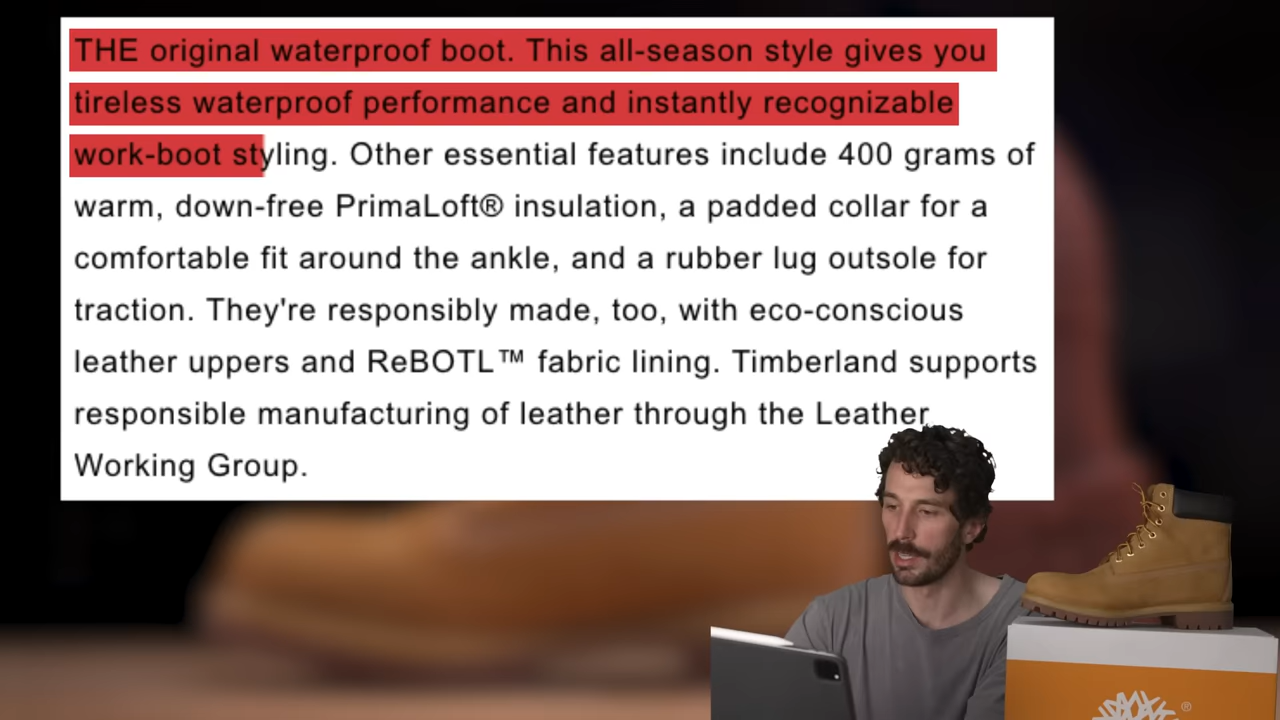 THE original waterproof boot. This all-season style gives you
tireless waterproof performance and instantly recognizable
work-boot styling. Other essential features include 400 grams of
warm, down-free PrimaLoft® insulation, a padded collar for a
comfortable fit around the ankle, and a rubber lug outsole for
traction. They're responsibly made, too, with eco-conscious
leather uppers and ReBOTL™ fabric lining. Timberland supports
responsible manufacturing of leather through the Leather
Working Group.
®